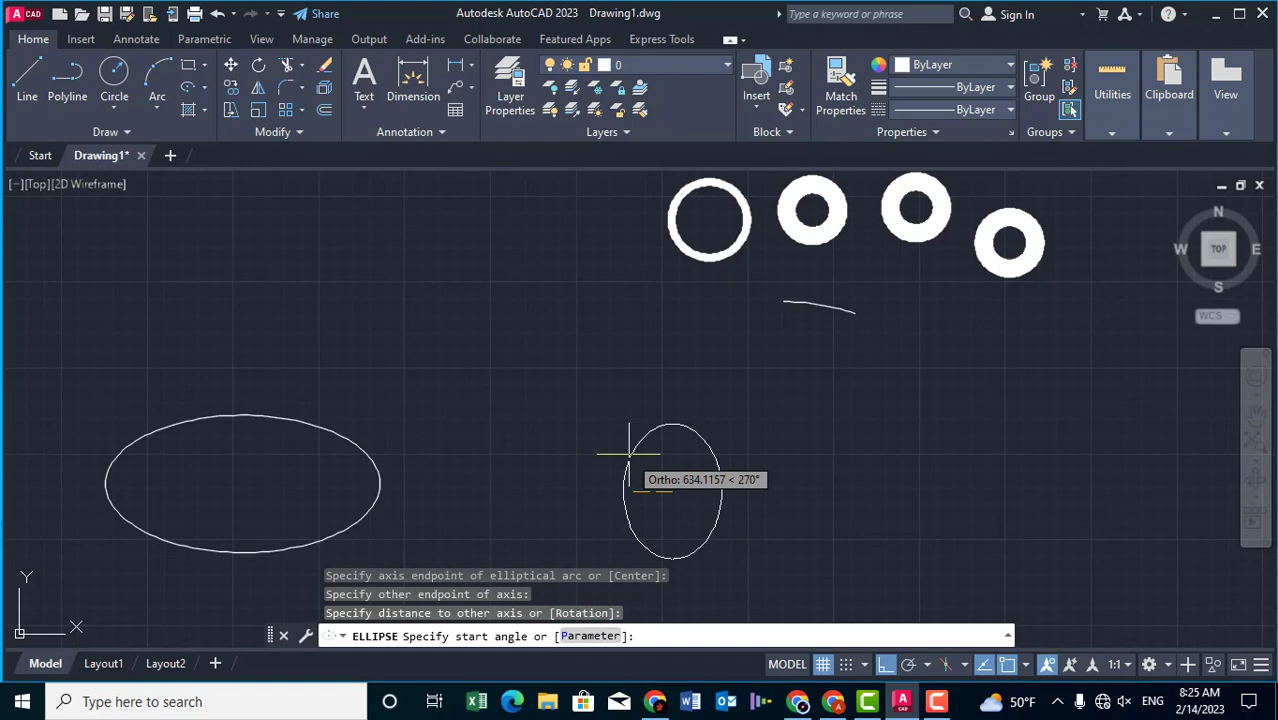 CAD
Share
Autodesk AutoCAD 2023 Drawing1.dwg
Type a keyword or phrase
Sign In
Home Insert Annotate Parametric View Manage Output Add-ins Collaborate Featured Apps Express Tools
Line Polyline Circle Arc
Draw
Modify
Text Dimension
Annotation
Layer Properties
0
Layers
Insert
Block
Match Properties
ByLayer
ByLayer
ByLayer
Properties
Group
Groups
Utilities
Clipboard
View
Start Drawing1*
[−][Top][2D Wireframe]
N
W TOP E
S
WCS
Ortho: 634.1157 < 270°
Y
X
Specify axis endpoint of elliptical arc or [Center]:
Specify other endpoint of axis:
Specify distance to other axis or [Rotation]:
ELLIPSE Specify start angle or [Parameter]:
Model Layout1 Layout2
MODEL 1:1
Type here to search
50°F
ENG
8:25 AM
2/14/2023